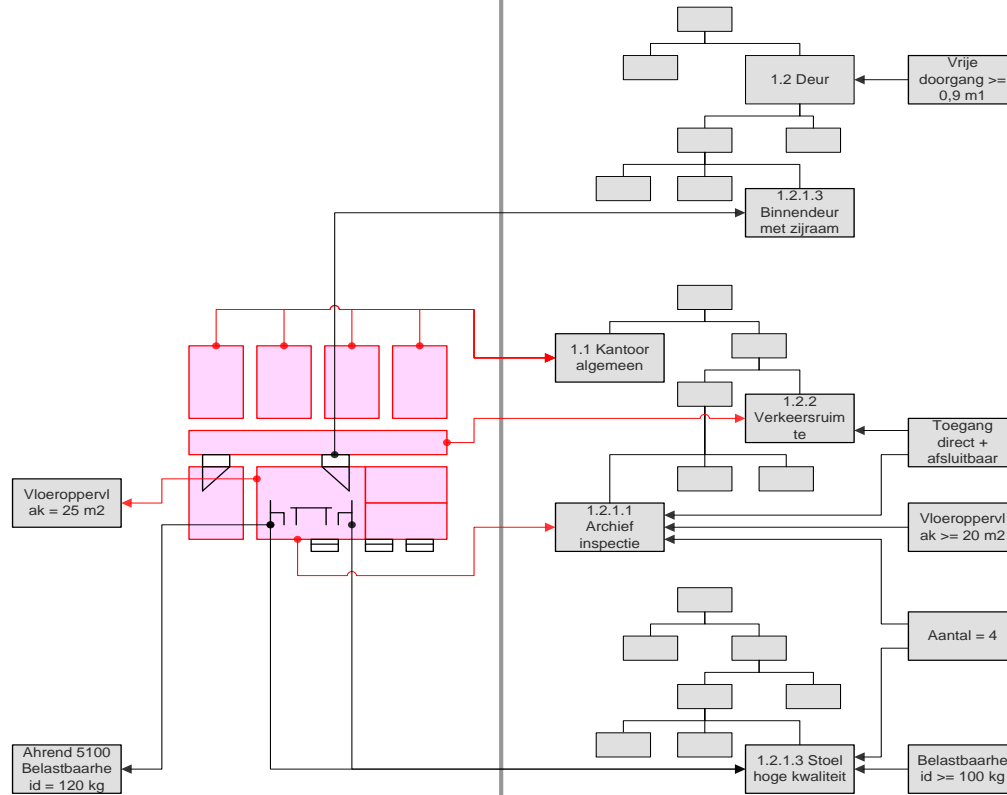 1.2 Deur
Vrije
doorgang >=
0,9 m1
1.2.1.3
Binnendeur
met zijraam
1.1 Kantoor
algemeen
1.2.2
Verkeersruim
te
Toegang
direct +
afsluitbaar
Vloeroppervl
ak = 25 m2
1.2.1.1
Archief
inspectie
Vloeroppervl
ak >= 20 m2
Aantal = 4
Ahrend 5100
Belastbaarhe
id = 120 kg
1.2.1.3 Stoel
hoge kwaliteit
Belastbaarhe
id >= 100 kg